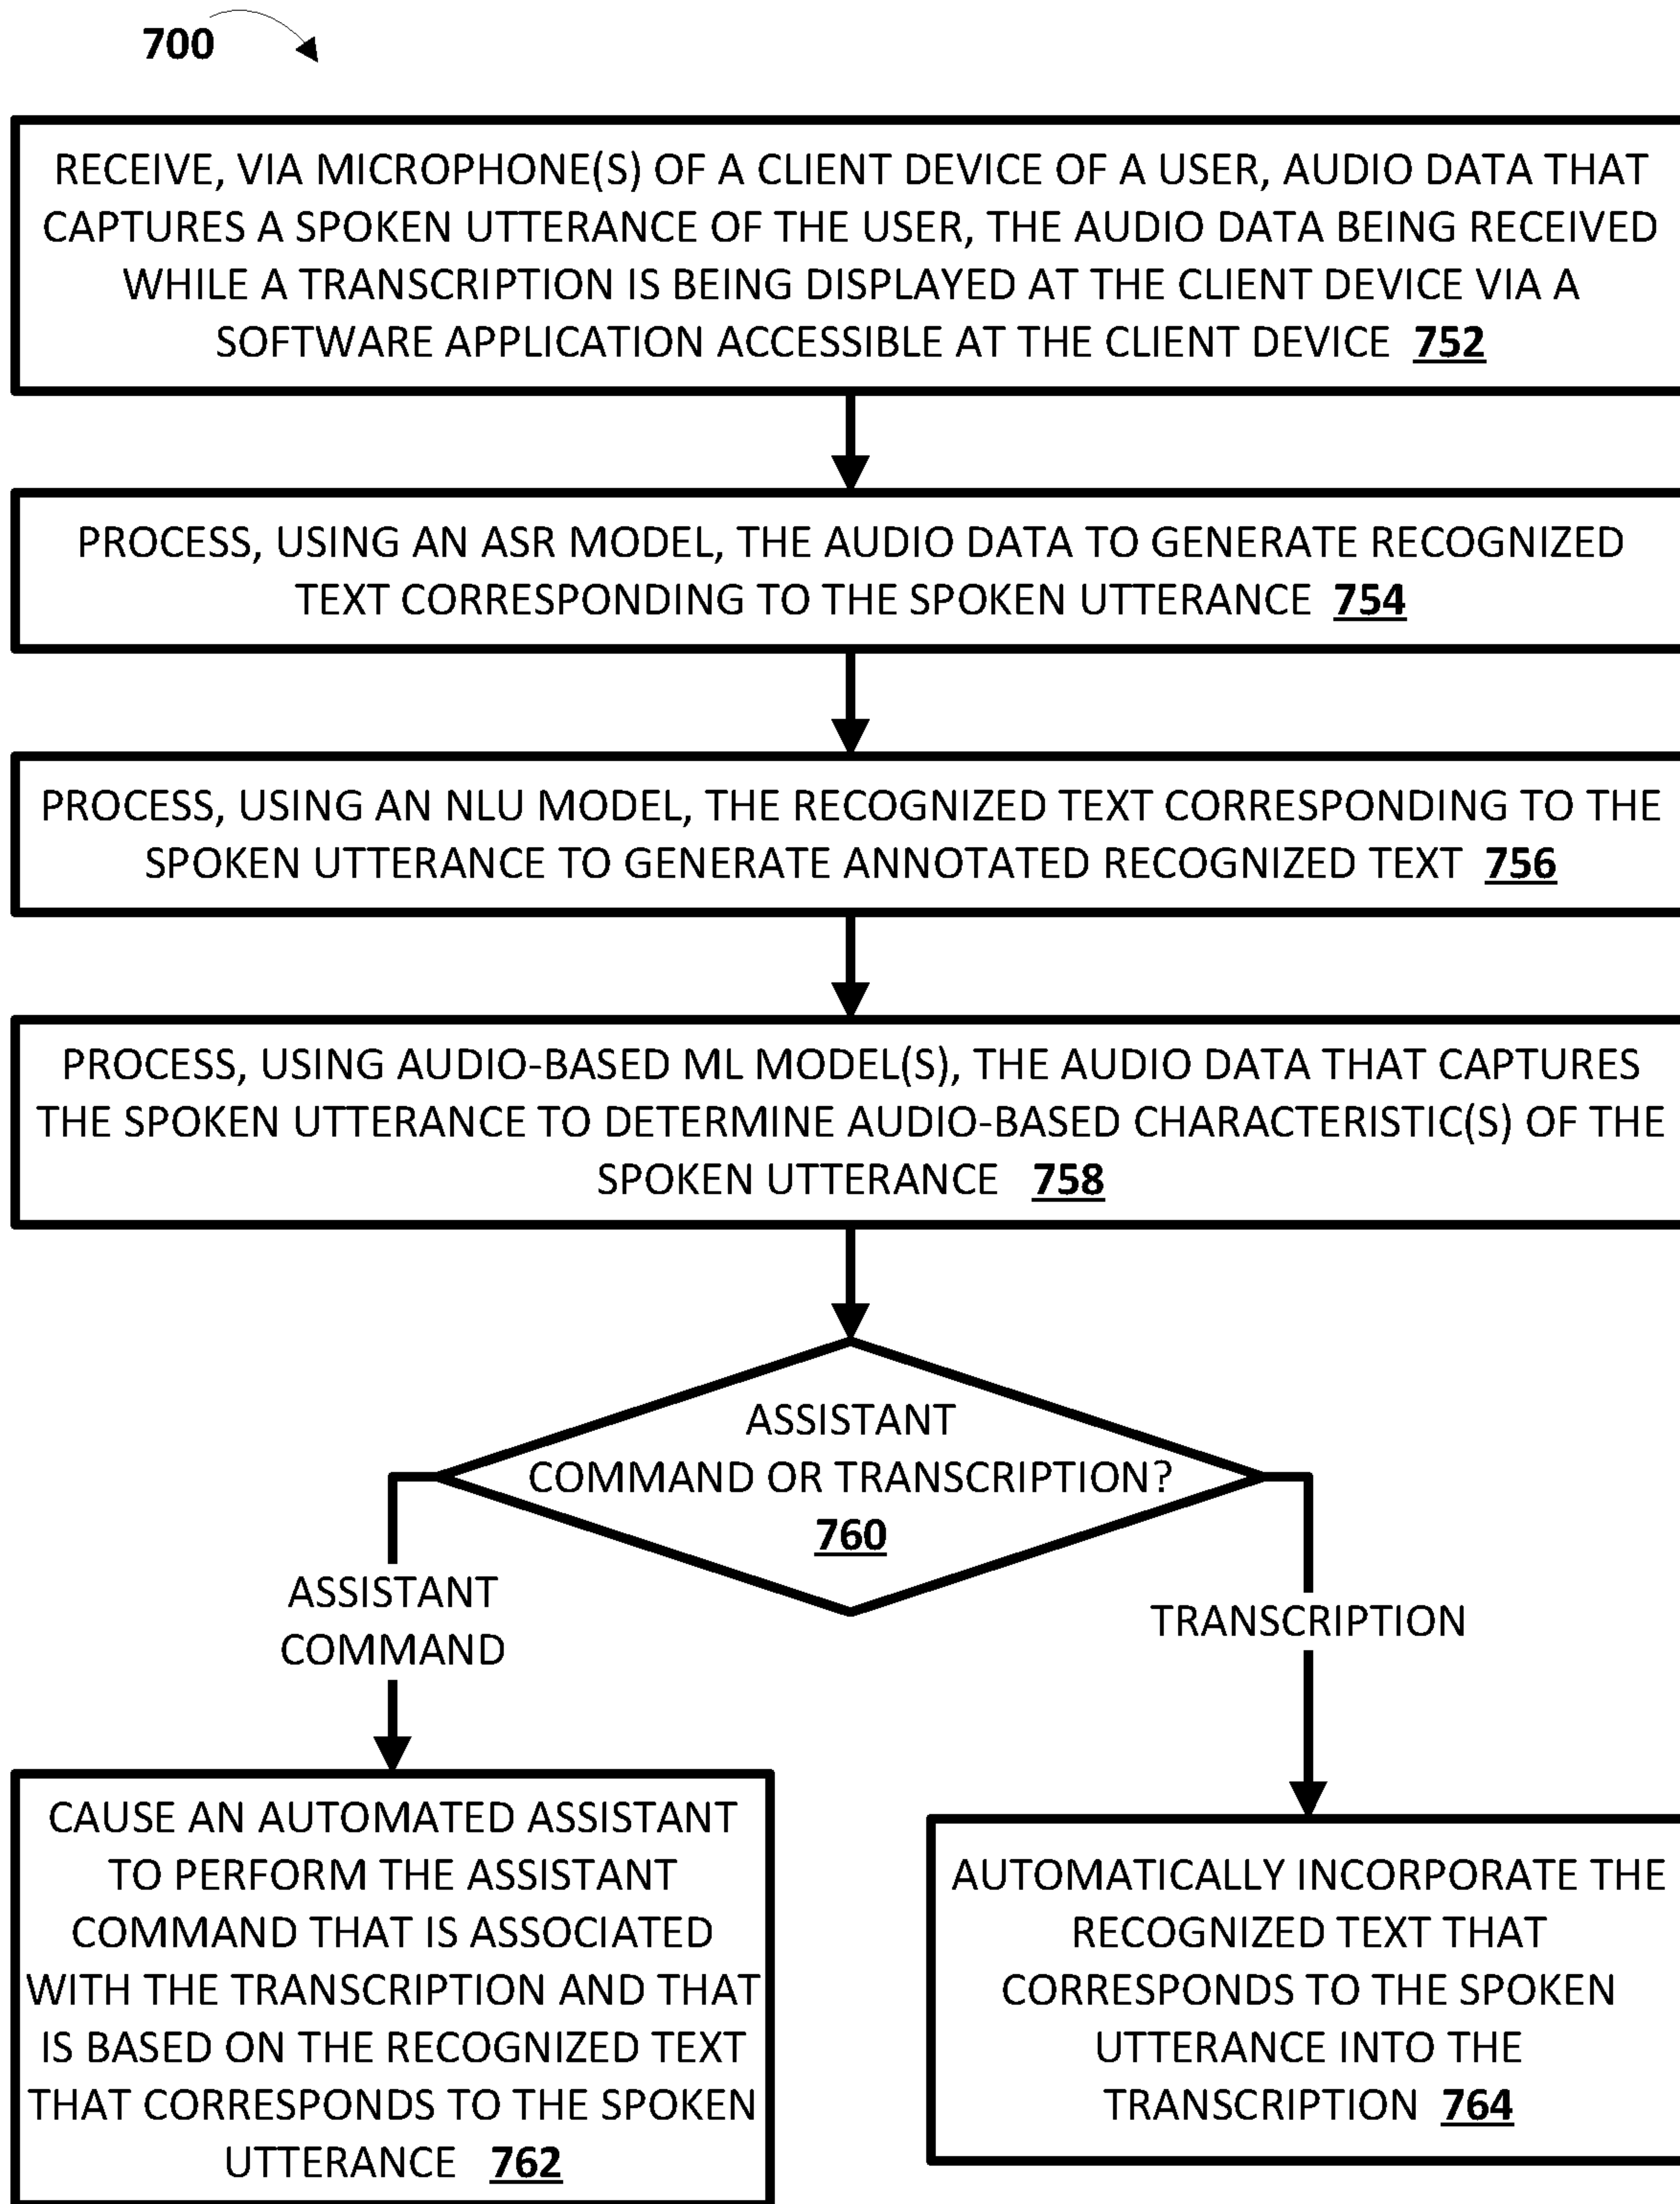 700
RECEIVE, VIA MICROPHONE(S) OF A CLIENT DEVICE OF A USER, AUDIO DATA THAT
CAPTURES A SPOKEN UTTERANCE OF THE USER, THE AUDIO DATA BEING RECEIVED
WHILE A TRANSCRIPTION IS BEING DISPLAYED AT THE CLIENT DEVICE VIA A
SOFTWARE APPLICATION ACCESSIBLE AT THE CLIENT DEVICE 752
PROCESS, USING AN ASR MODEL, THE AUDIO DATA TO GENERATE RECOGNIZED
TEXT CORRESPONDING TO THE SPOKEN UTTERANCE 754
PROCESS, USING AN NLU MODEL, THE RECOGNIZED TEXT CORRESPONDING TO THE
SPOKEN UTTERANCE TO GENERATE ANNOTATED RECOGNIZED TEXT 756
PROCESS, USING AUDIO-BASED ML MODEL(S), THE AUDIO DATA THAT CAPTURES
THE SPOKEN UTTERANCE TO DETERMINE AUDIO-BASED CHARACTERISTIC(S) OF THE
SPOKEN UTTERANCE 758
ASSISTANT
COMMAND OR TRANSCRIPTION?
760
ASSISTANT
COMMAND
TRANSCRIPTION
CAUSE AN AUTOMATED ASSISTANT
TO PERFORM THE ASSISTANT
COMMAND THAT IS ASSOCIATED
WITH THE TRANSCRIPTION AND THAT
IS BASED ON THE RECOGNIZED TEXT
THAT CORRESPONDS TO THE SPOKEN
UTTERANCE 762
AUTOMATICALLY INCORPORATE THE
RECOGNIZED TEXT THAT
CORRESPONDS TO THE SPOKEN
UTTERANCE INTO THE
TRANSCRIPTION 764